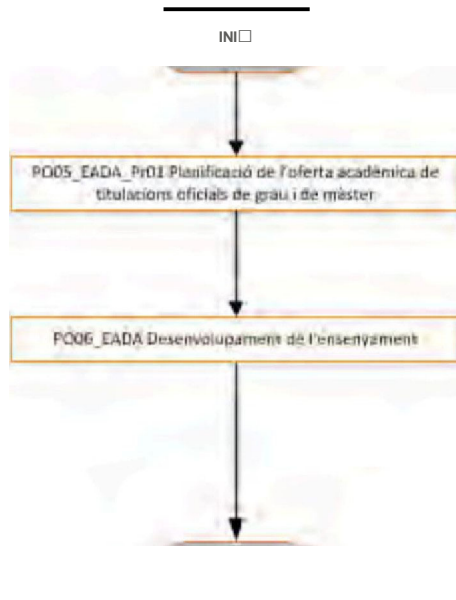 INI□
PO05_EADA_Pr01 Planificació de l'oferta acadèmica de
titulacions oficials de grau i de màster
PO06_EADA Desenvolupament de l'ensenyament